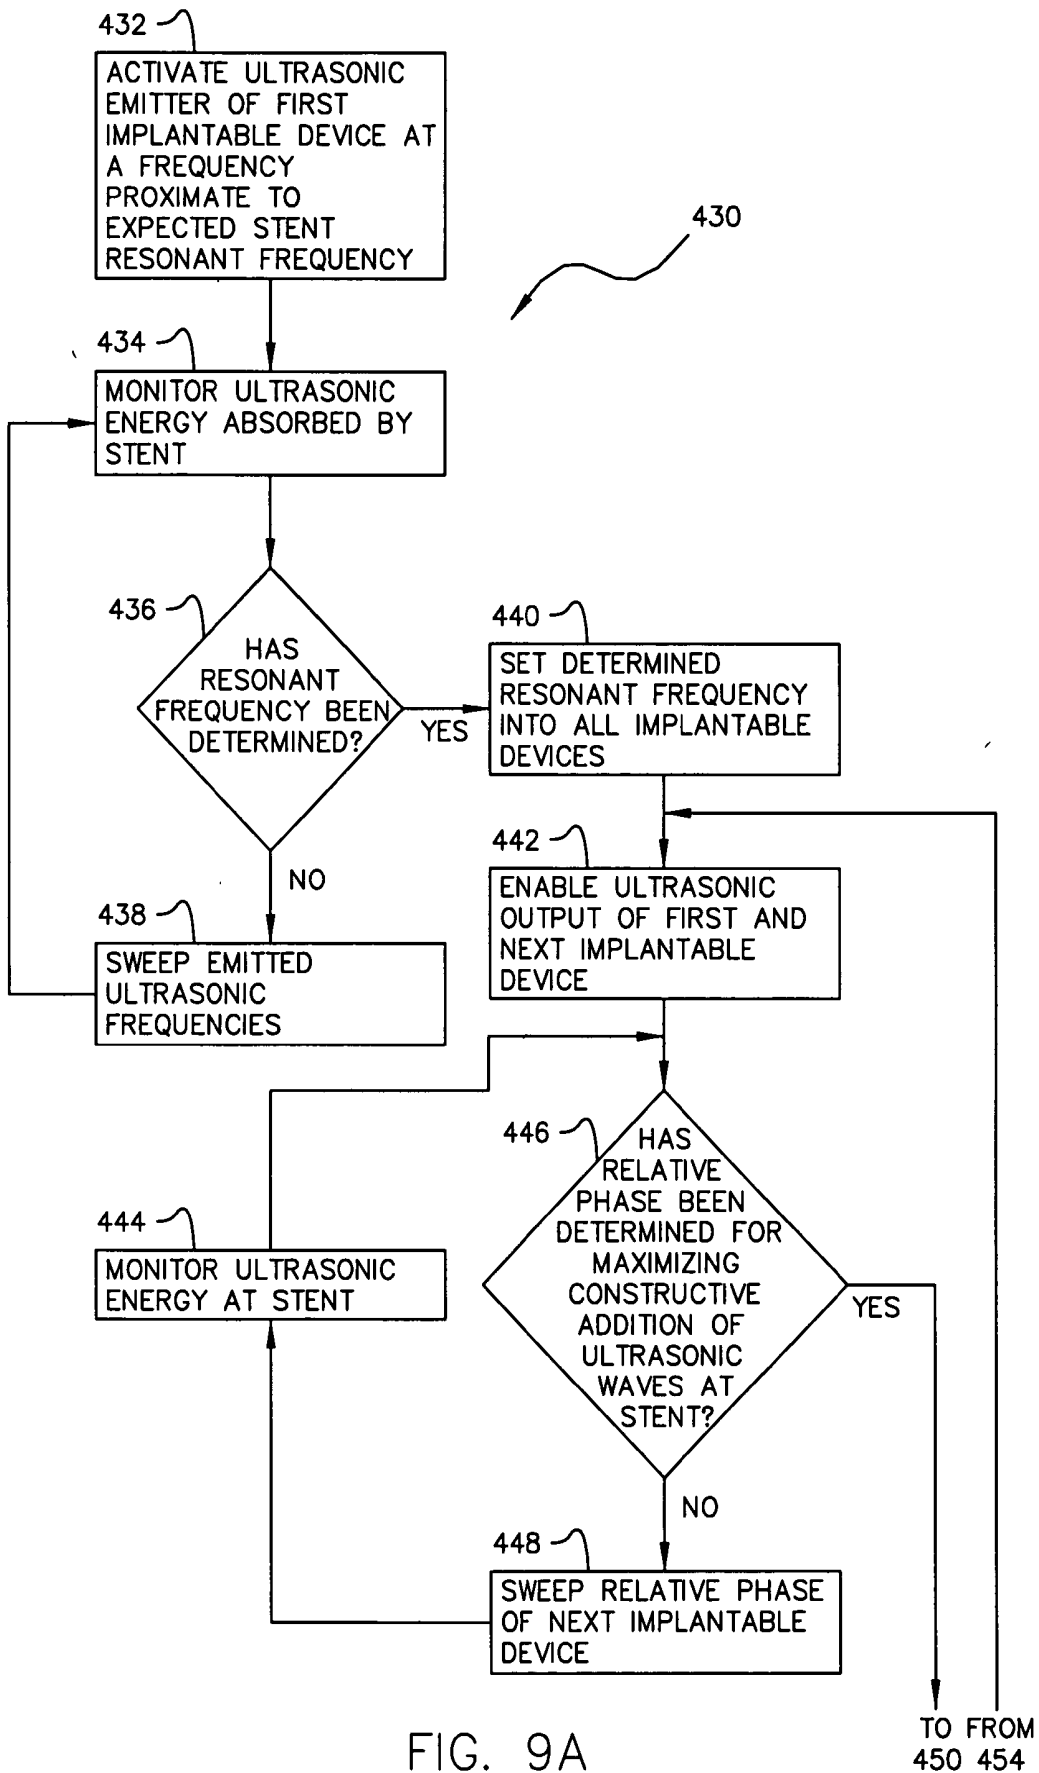 432
ACTIVATE ULTRASONIC
EMITTER OF FIRST
IMPLANTABLE DEVICE AT
A FREQUENCY
PROXIMATE TO
EXPECTED STENT
RESONANT FREQUENCY
430
434
MONITOR ULTRASONIC
ENERGY ABSORBED BY
STENT
436
HAS
RESONANT
FREQUENCY BEEN
DETERMINED?
YES
NO
438
SWEEP EMITTED
ULTRASONIC
FREQUENCIES
440
SET DETERMINED
RESONANT FREQUENCY
INTO ALL IMPLANTABLE
DEVICES
442
ENABLE ULTRASONIC
OUTPUT OF FIRST AND
NEXT IMPLANTABLE
DEVICE
444
MONITOR ULTRASONIC
ENERGY AT STENT
446
HAS
RELATIVE
PHASE BEEN
DETERMINED FOR
MAXIMIZING
CONSTRUCTIVE
ADDITION OF
ULTRASONIC
WAVES AT
STENT?
YES
NO
448
SWEEP RELATIVE PHASE
OF NEXT IMPLANTABLE
DEVICE
TO FROM
450 454
FIG. 9A